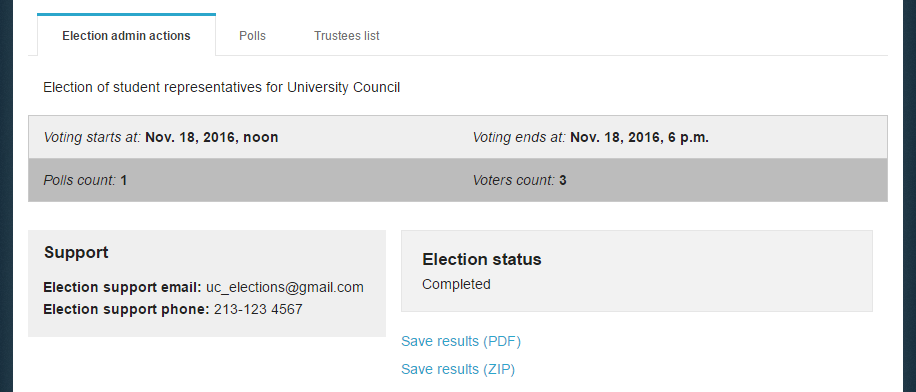 Election admin actions Polls Trustees list
Election of student representatives for University Council
Voting starts at: Nov. 18, 2016, noon Voting ends at: Nov. 18, 2016, 6 p.m.
Polls count: 1 Voters count: 3
Support
Election support email: uc_elections@gmail.com
Election support phone: 213-123 4567
Election status
Completed
Save results (PDF)
Save results (ZIP)